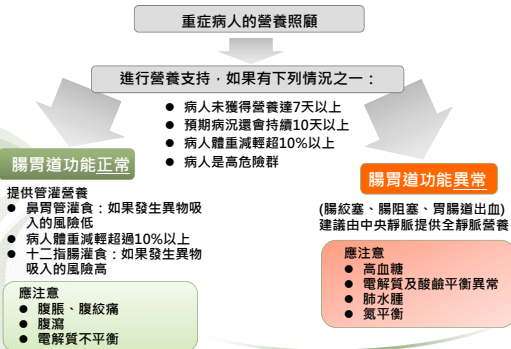 重症病人的營養照顧
進行營養支持，如果有下列情況之一：
● 病人未獲得營養達7天以上
● 預期病況還會持續10天以上
● 病人體重減輕超10%以上
● 病人是高危險群
腸胃道功能正常
提供管灌營養
● 鼻胃管灌食：如果發生異物吸
入的風險低
● 病人體重減輕超過10%以上
● 十二指腸灌食：如果發生異物
吸入的風險高
應注意
● 腹脹、腹絞痛
● 腹瀉
● 電解質不平衡
腸胃道功能異常
(腸絞塞、腸阻塞、胃腸道出血)
建議由中央靜脈提供全靜脈營養
應注意
● 高血糖
● 電解質及酸鹼平衡異常
● 肺水腫
● 氮平衡